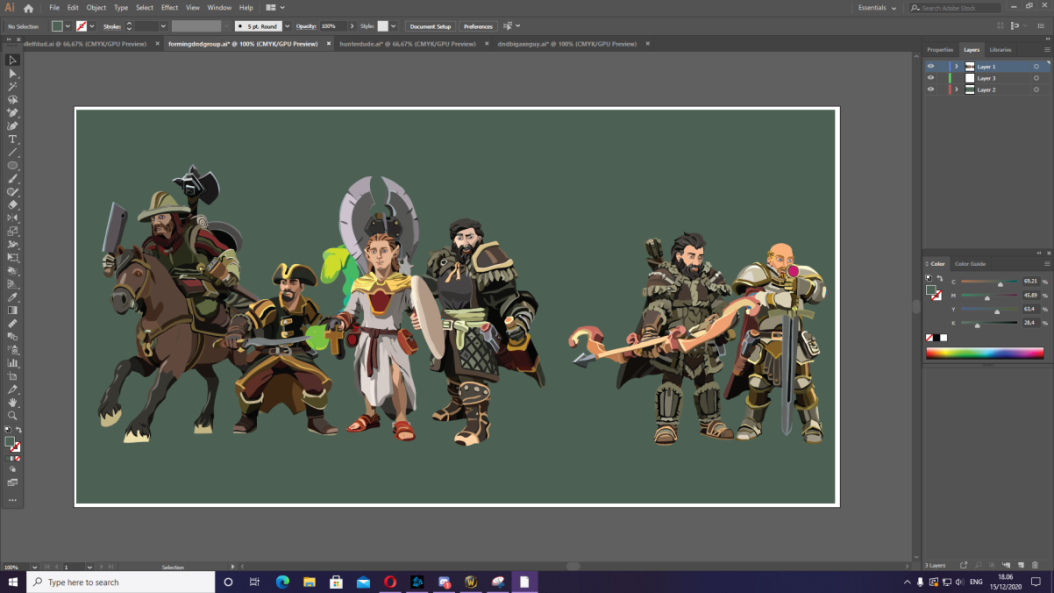 Ai File Edit Object Type Select Effect View Window Help
Essentials
Search Adobe Stock
No Selection Stroke: 5 pt. Round Opacity: 100% Style: Document Setup Preferences
66,67% (CMYK/GPU Preview) × formingdndgroup.ai* @ 100% (CMYK/GPU Preview) × hunterdude.ai* @ 66,67% (CMYK/GPU Preview) × dndbigaxeguy.ai* @ 100% (CMYK/GPU Preview) ×
Properties Layers Libraries
Layer 1
Layer 3
Layer 2
Color Color Guide
C 69,21 %
M 45,89 %
Y 63,4 %
K 28,4 %
3 Layers
100% 1 Selection
Type here to search
18.06
ENG
15/12/2020